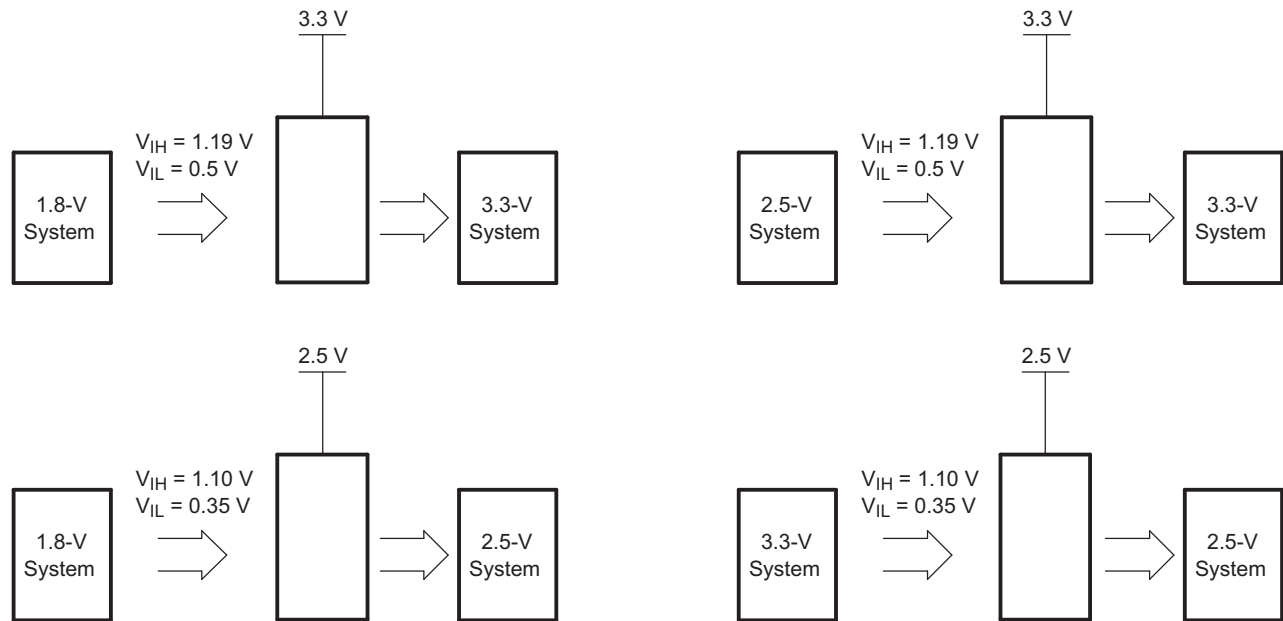 3.3 V
V_IH = 1.19 V
V_IL = 0.5 V
1.8-V
System
3.3-V
System
3.3 V
V_IH = 1.19 V
V_IL = 0.5 V
2.5-V
System
3.3-V
System
2.5 V
V_IH = 1.10 V
V_IL = 0.35 V
1.8-V
System
2.5-V
System
2.5 V
V_IH = 1.10 V
V_IL = 0.35 V
3.3-V
System
2.5-V
System